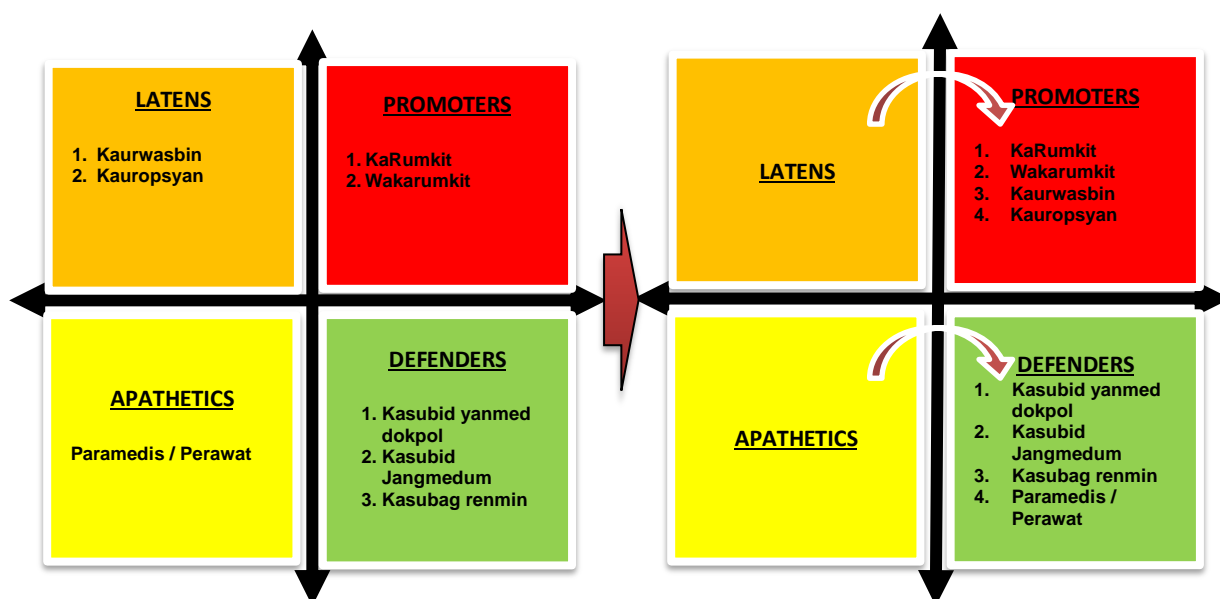 LATENS
1. Kaurwasbin
2. Kauropsyan
PROMOTERS
1. KaRumkit
2. Wakarumkit
APATHETICS
Paramedis / Perawat
DEFENDERS
1. Kasubid yanmed
dokpol
2. Kasubid
Jangmedum
3. Kasubag renmin
LATENS
PROMOTERS
1. KaRumkit
2. Wakarumkit
3. Kaurwasbin
4. Kauropsyan
APATHETICS
DEFENDERS
1. Kasubid yanmed
dokpol
2. Kasubid
Jangmedum
3. Kasubag renmin
4. Paramedis /
Perawat